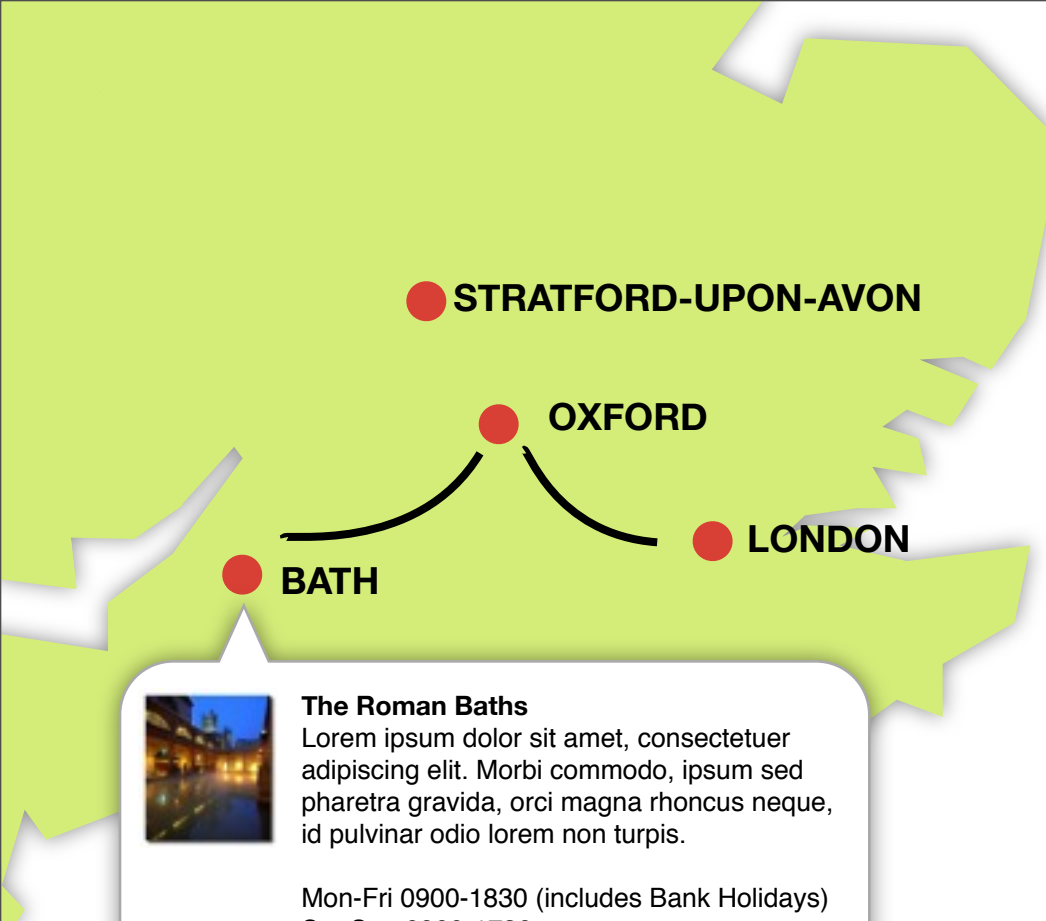 STRATFORD-UPON-AVON
OXFORD
LONDON
BATH
The Roman Baths
Lorem ipsum dolor sit amet, consectetuer
adipiscing elit. Morbi commodo, ipsum sed
pharetra gravida, orci magna rhoncus neque,
id pulvinar odio lorem non turpis.
Mon-Fri 0900-1830 (includes Bank Holidays)